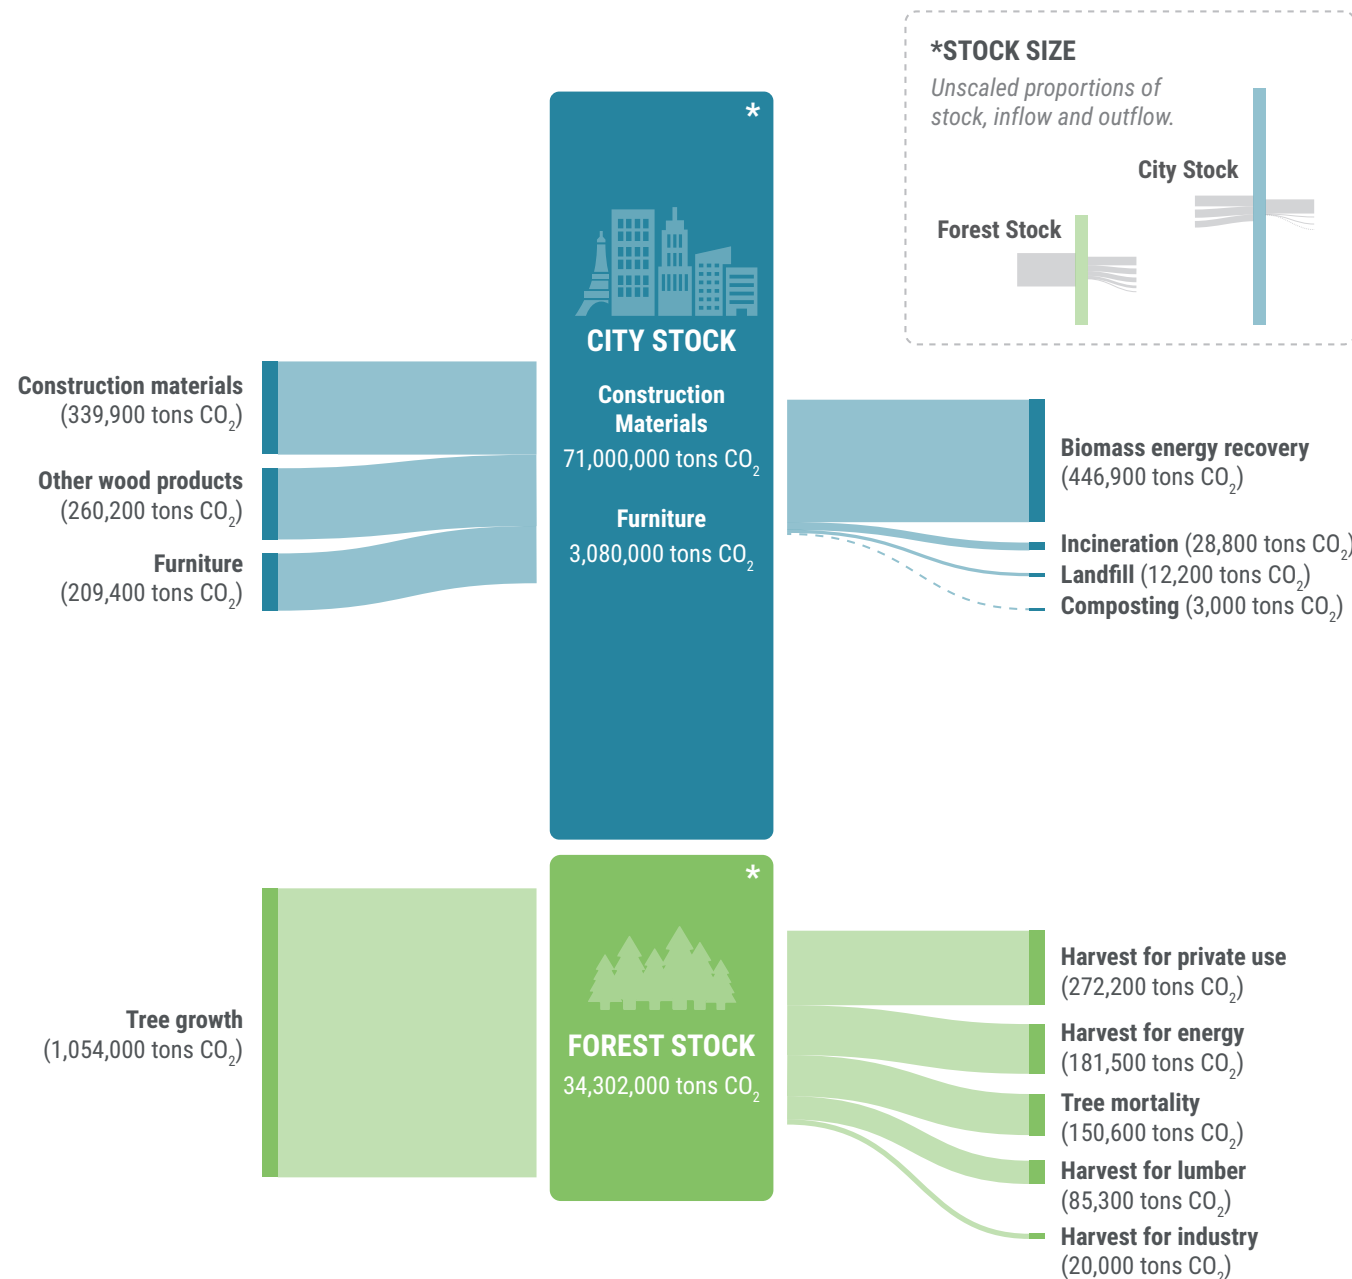 *STOCK SIZE
Unscaled proportions of
stock, inflow and outflow.
City Stock
Forest Stock
*
CITY STOCK
Construction
Materials
71,000,000 tons CO₂
Furniture
3,080,000 tons CO₂
Construction materials
(339,900 tons CO₂)
Other wood products
(260,200 tons CO₂)
Furniture
(209,400 tons CO₂)
Biomass energy recovery
(446,900 tons CO₂)
Incineration (28,800 tons CO₂)
Landfill (12,200 tons CO₂)
Composting (3,000 tons CO₂)
*
FOREST STOCK
34,302,000 tons CO₂
Tree growth
(1,054,000 tons CO₂)
Harvest for private use
(272,200 tons CO₂)
Harvest for energy
(181,500 tons CO₂)
Tree mortality
(150,600 tons CO₂)
Harvest for lumber
(85,300 tons CO₂)
Harvest for industry
(20,000 tons CO₂)